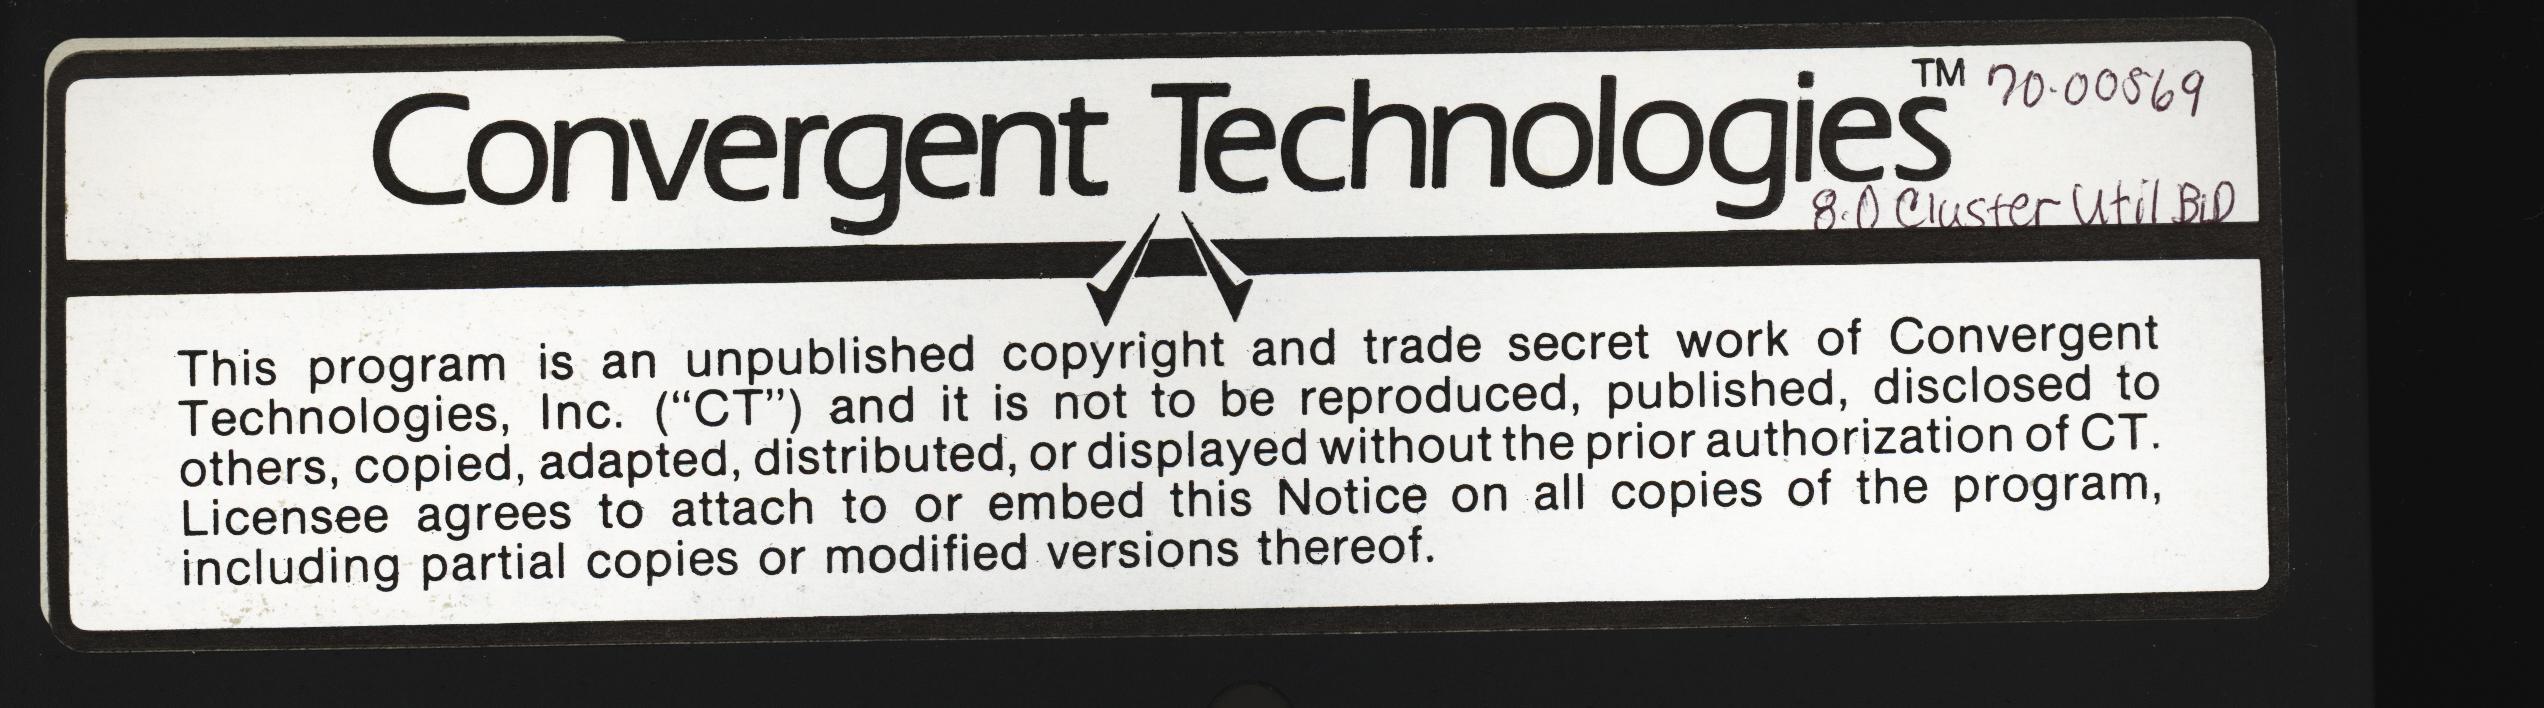 Convergent Technologies™ 70-00569
8.0 Cluster Util B.D
This program is an unpublished copyright and trade secret work of Convergent
Technologies, Inc. (“CT”) and it is not to be reproduced, published, disclosed to
others, copied, adapted, distributed, or displayed without the prior authorization of CT.
Licensee agrees to attach to or embed this Notice on all copies of the program,
including partial copies or modified versions thereof.